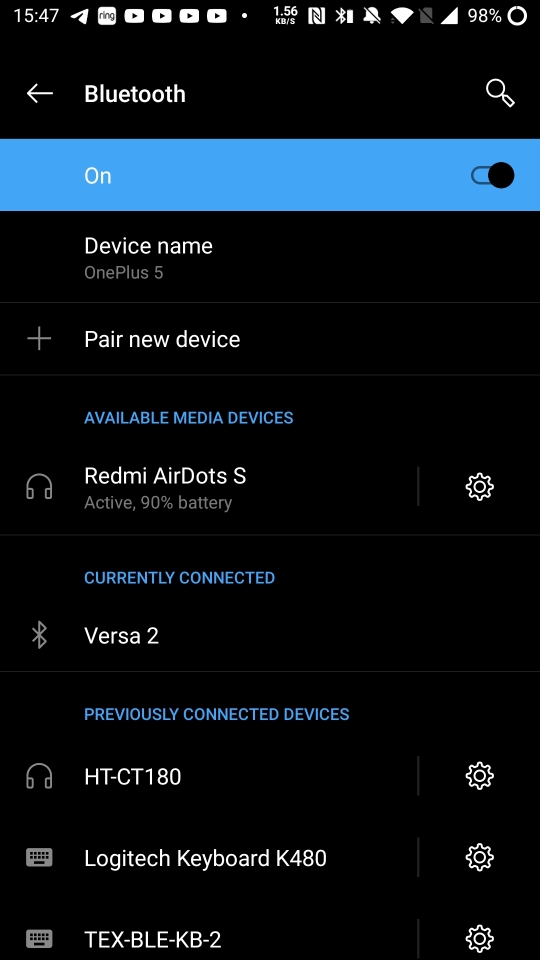 15:47 ring 1.56 KB/S 98%
Bluetooth
On
Device name
OnePlus 5
Pair new device
AVAILABLE MEDIA DEVICES
Redmi AirDots S
Active, 90% battery
CURRENTLY CONNECTED
Versa 2
PREVIOUSLY CONNECTED DEVICES
HT-CT180
Logitech Keyboard K480
TEX-BLE-KB-2